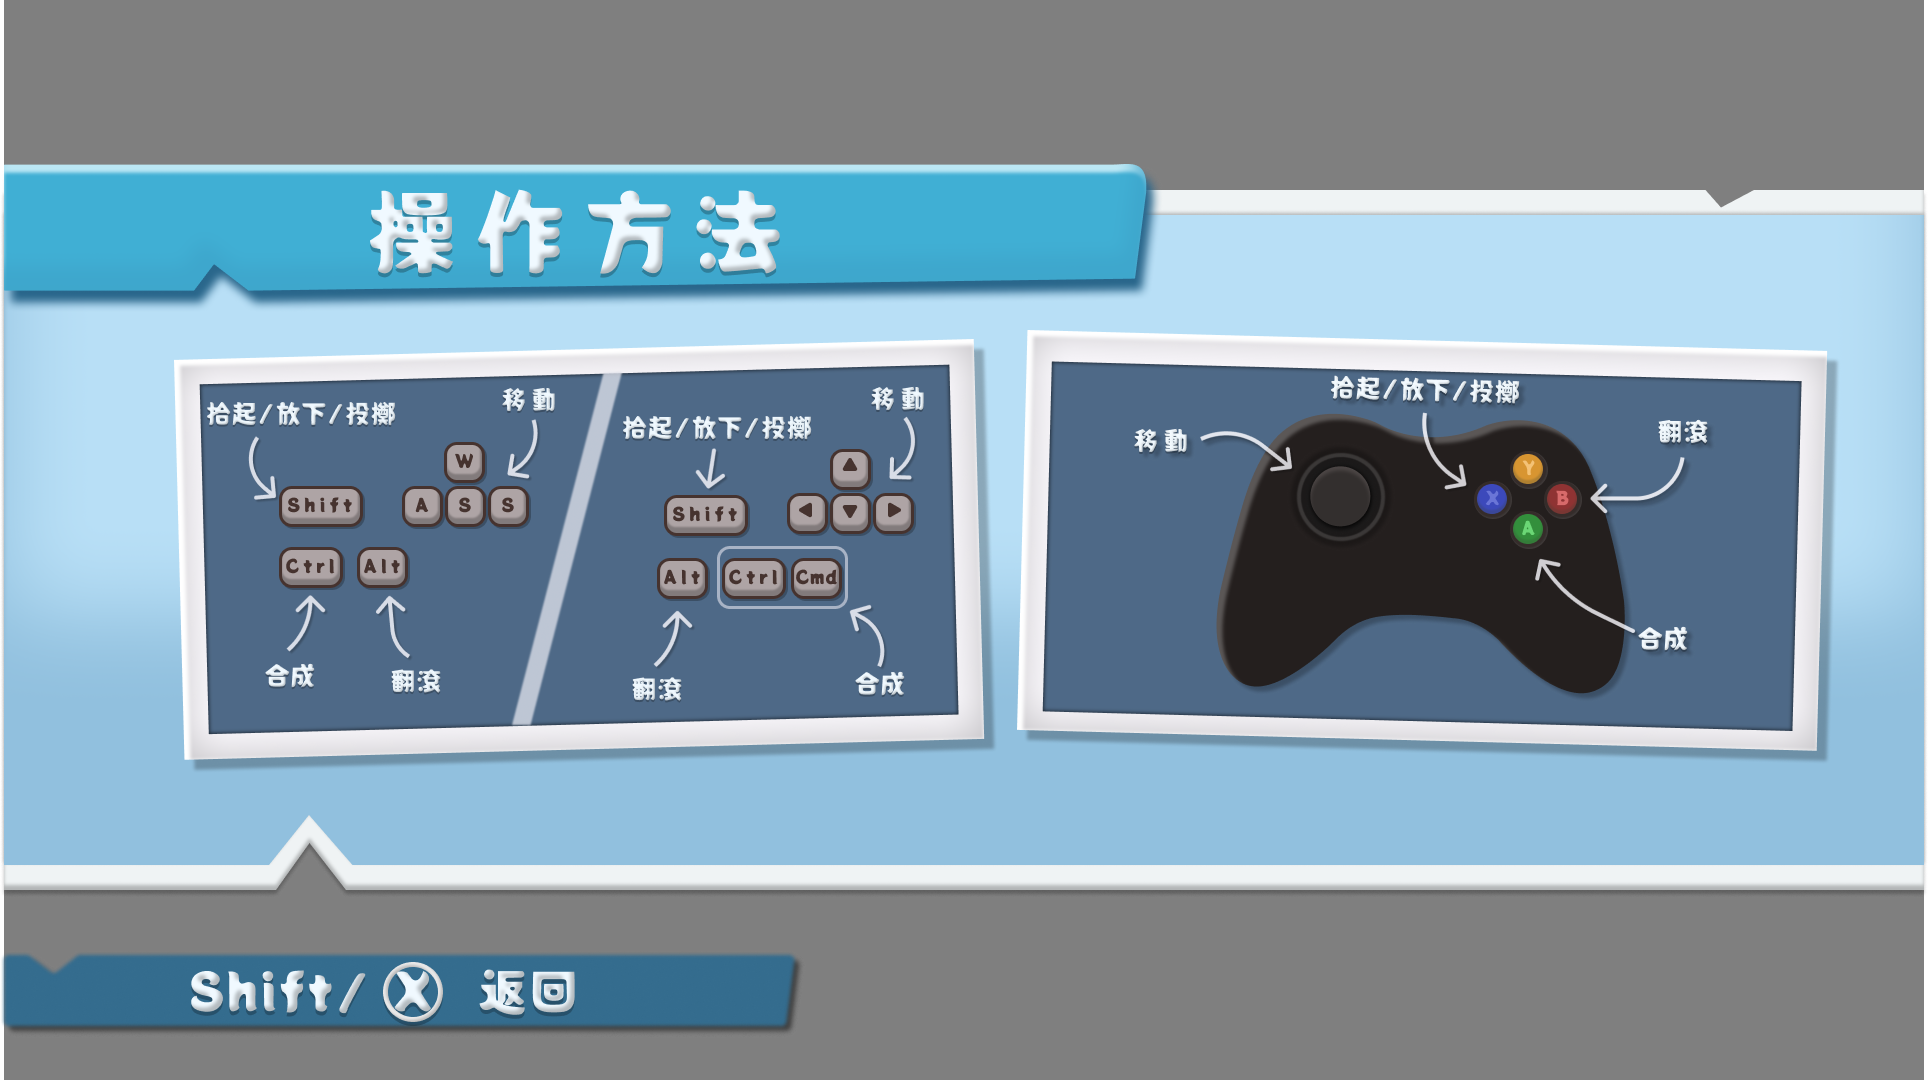 操作方法
拾起/放下/投擲
移動
W
Shift
A S S
Ctrl Alt
合成
翻滾
拾起/放下/投擲
移動
Shift
Alt Ctrl Cmd
翻滾
合成
拾起/放下/投擲
移動
翻滾
Y
X B
A
合成
Shift/ X 返回